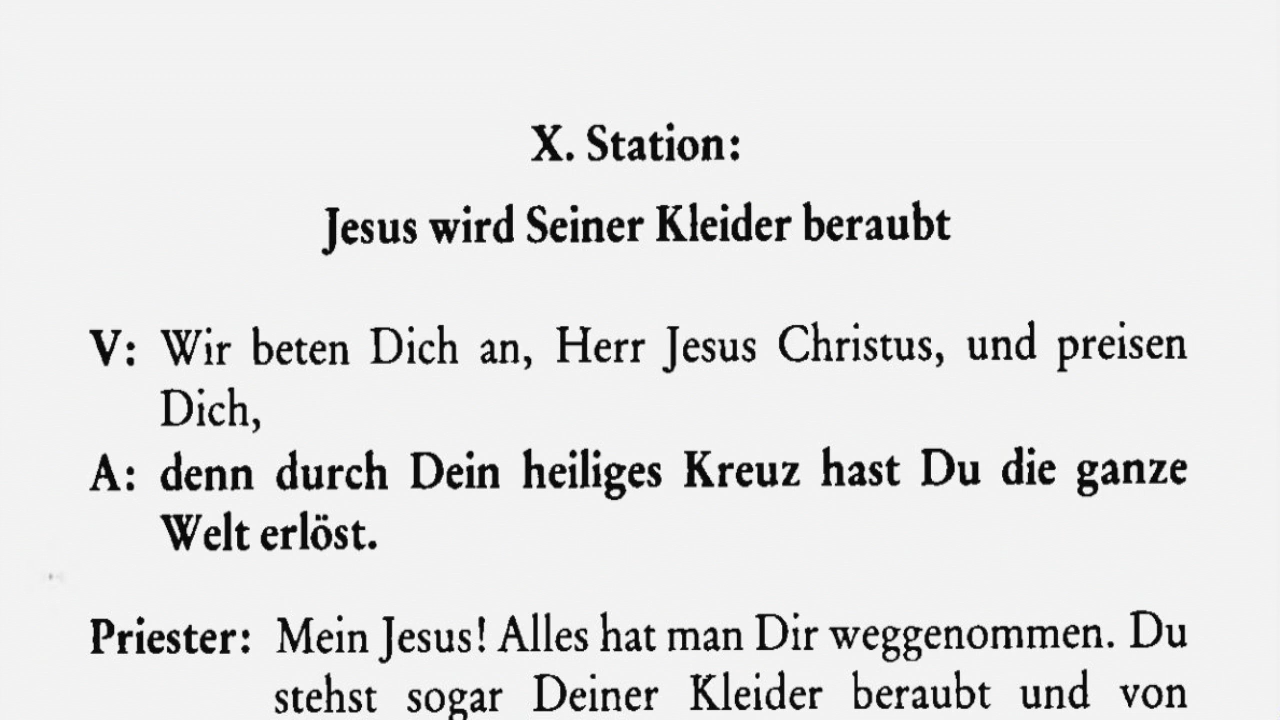 X. Station:
Jesus wird Seiner Kleider beraubt
V: Wir beten Dich an, Herr Jesus Christus, und preisen
Dich,
A: denn durch Dein heiliges Kreuz hast Du die ganze
Welt erlöst.
Priester: Mein Jesus! Alles hat man Dir weggenommen. Du
stehst sogar Deiner Kleider beraubt und von